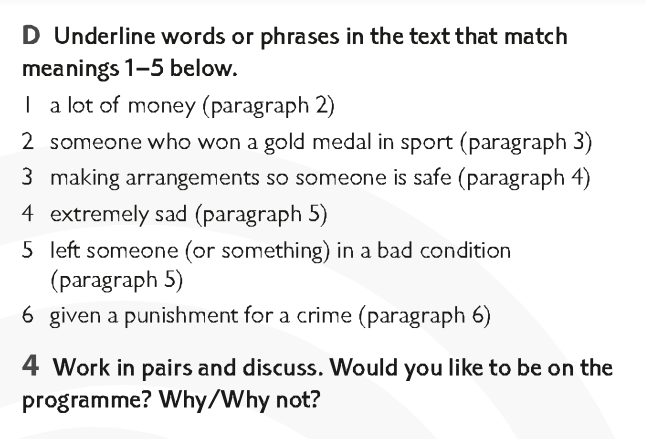 D Underline words or phrases in the text that match
meanings 1–5 below.
1 a lot of money (paragraph 2)
2 someone who won a gold medal in sport (paragraph 3)
3 making arrangements so someone is safe (paragraph 4)
4 extremely sad (paragraph 5)
5 left someone (or something) in a bad condition
(paragraph 5)
6 given a punishment for a crime (paragraph 6)
4 Work in pairs and discuss. Would you like to be on the
programme? Why/Why not?